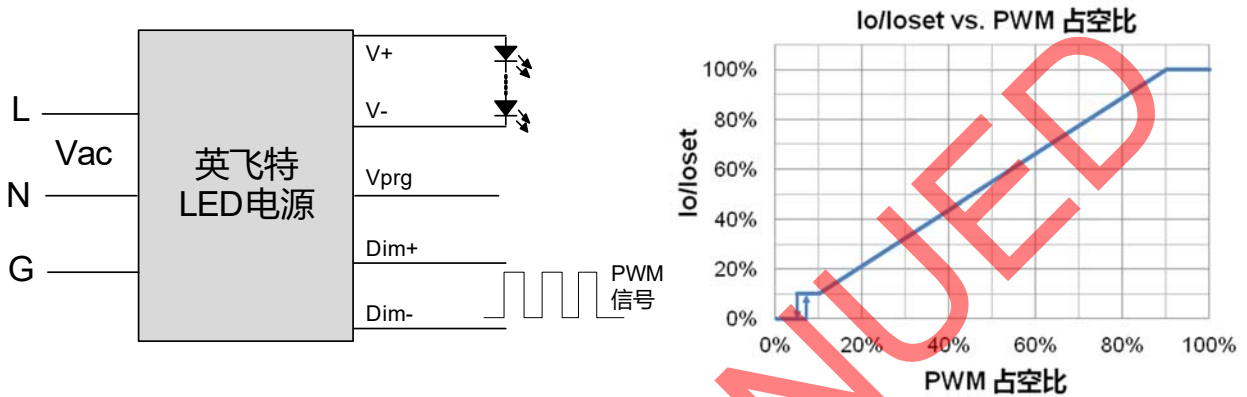 L
Vac
N
G
英飞特
LED电源
V+
V-
Vprg
Dim+
Dim-
PWM
信号
Io/Ioset vs. PWM 占空比
Io/Ioset
100%
80%
60%
40%
20%
0%
0% 20% 40% 60% 80% 100%
PWM 占空比
NUED